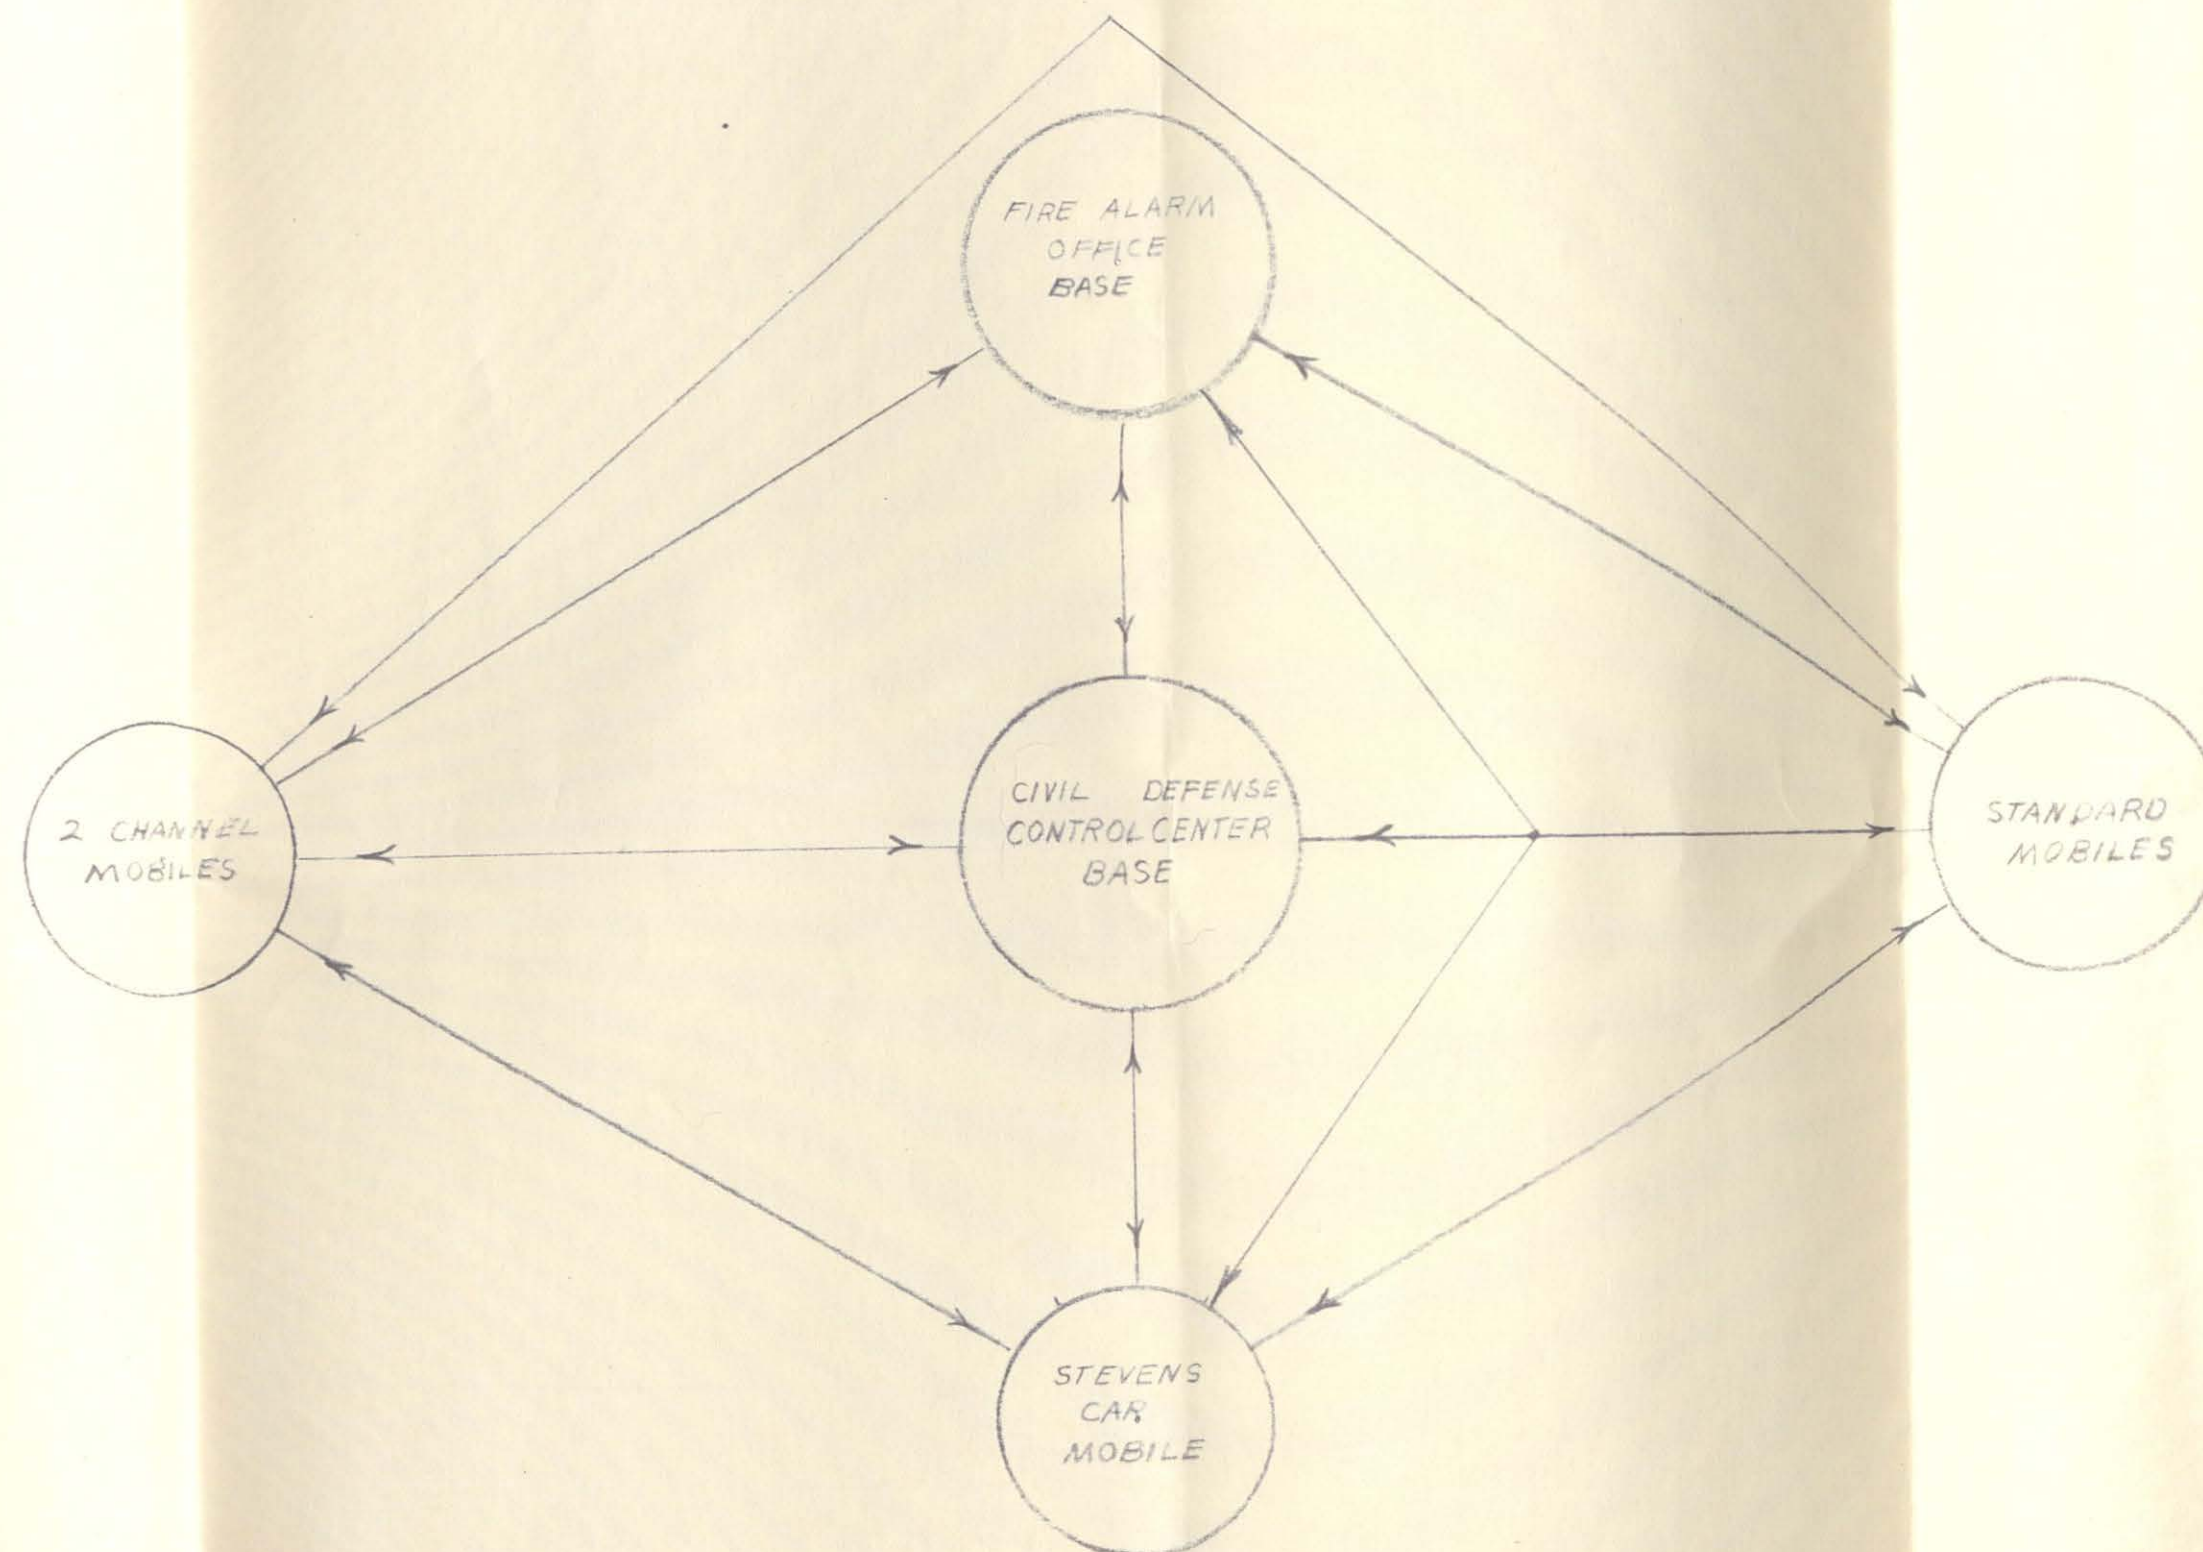 FIRE ALARM
OFFICE
BASE
CIVIL DEFENSE
CONTROL CENTER
BASE
2 CHANNEL
MOBILES
STANDARD
MOBILES
STEVENS
CAR
MOBILE